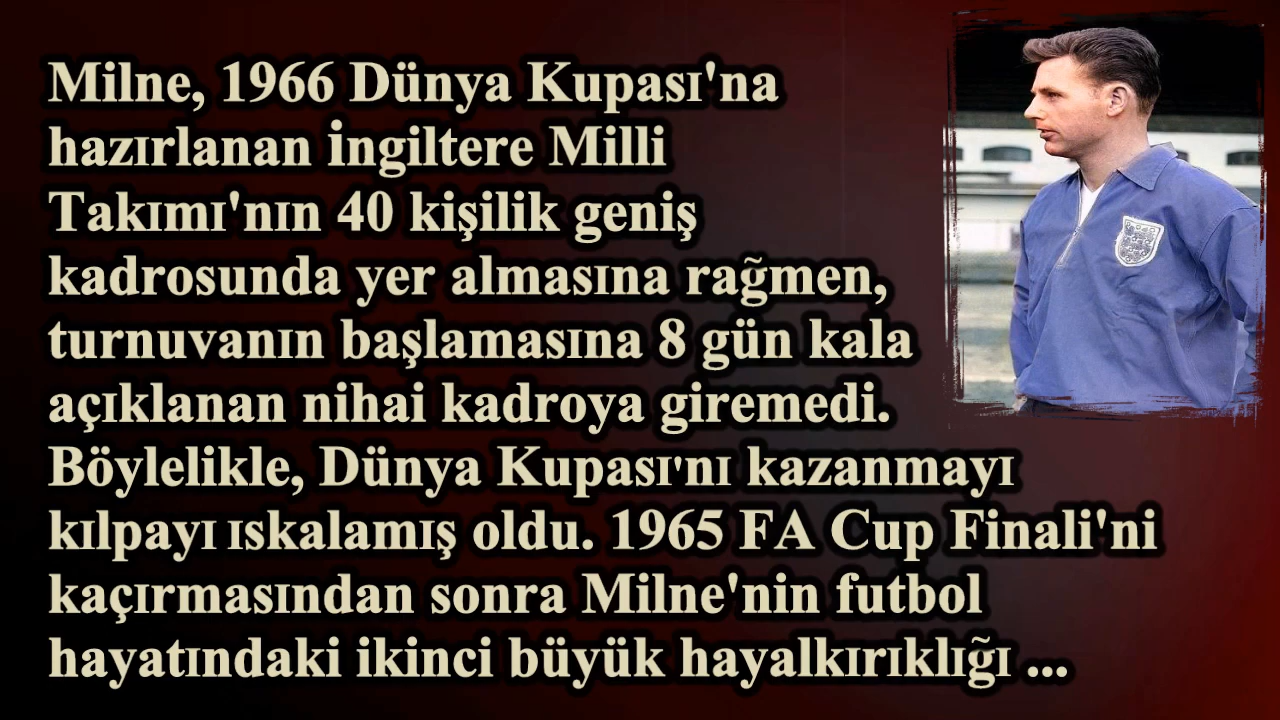 Milne, 1966 Dünya Kupası'na
hazırlanan İngiltere Milli
Takımı'nın 40 kişilik geniş
kadrosunda yer almasına rağmen,
turnuvanın başlamasına 8 gün kala
açıklanan nihai kadroya giremedi.
Böylelikle, Dünya Kupası'nı kazanmayı
kılpayı ıskalamış oldu. 1965 FA Cup Finali'ni
kaçırmasından sonra Milne'nin futbol
hayatındaki ikinci büyük hayalkırıklığı ...